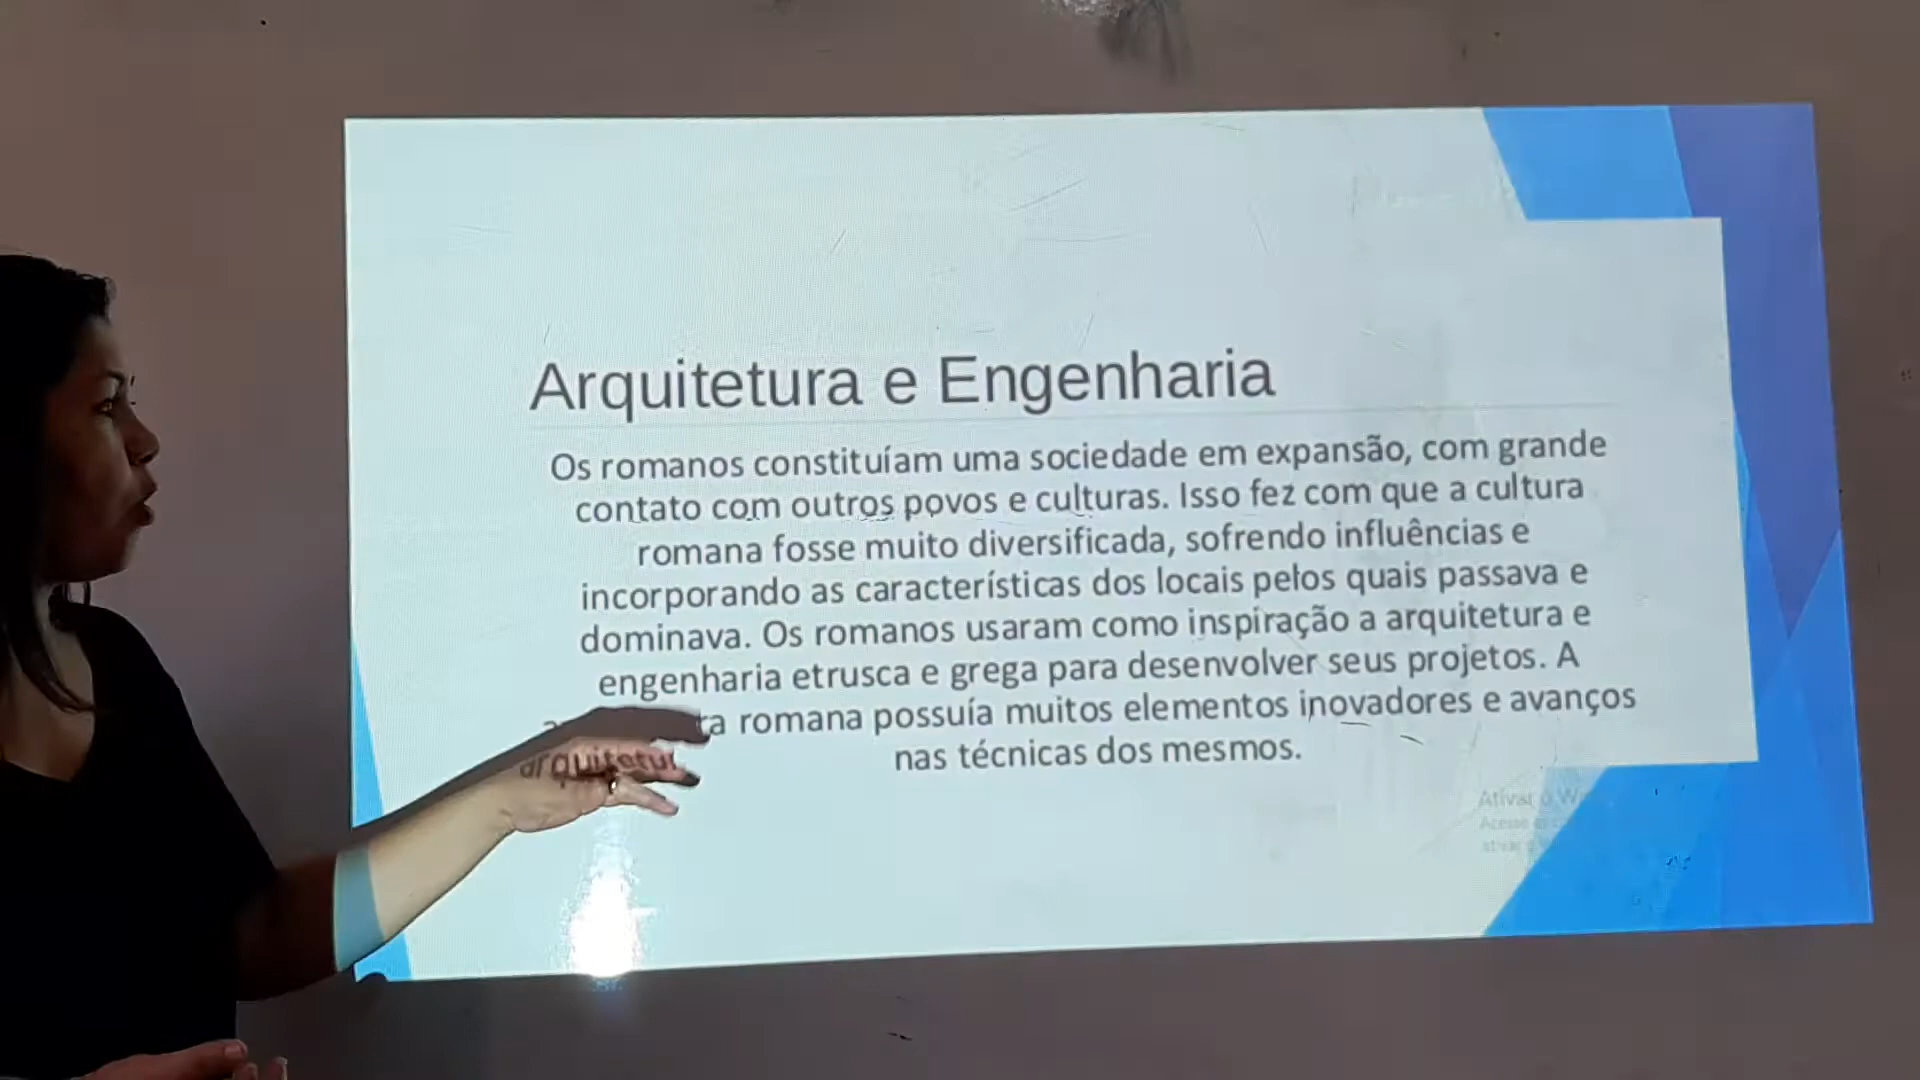 Arquitetura e Engenharia
Os romanos constituíam uma sociedade em expansão, com grande
contato com outros povos e culturas. Isso fez com que a cultura
romana fosse muito diversificada, sofrendo influências e
incorporando as características dos locais pelos quais passava e
dominava. Os romanos usaram como inspiração a arquitetura e
engenharia etrusca e grega para desenvolver seus projetos. A
arquitetura romana possuía muitos elementos inovadores e avanços
nas técnicas dos mesmos.
Ativar o